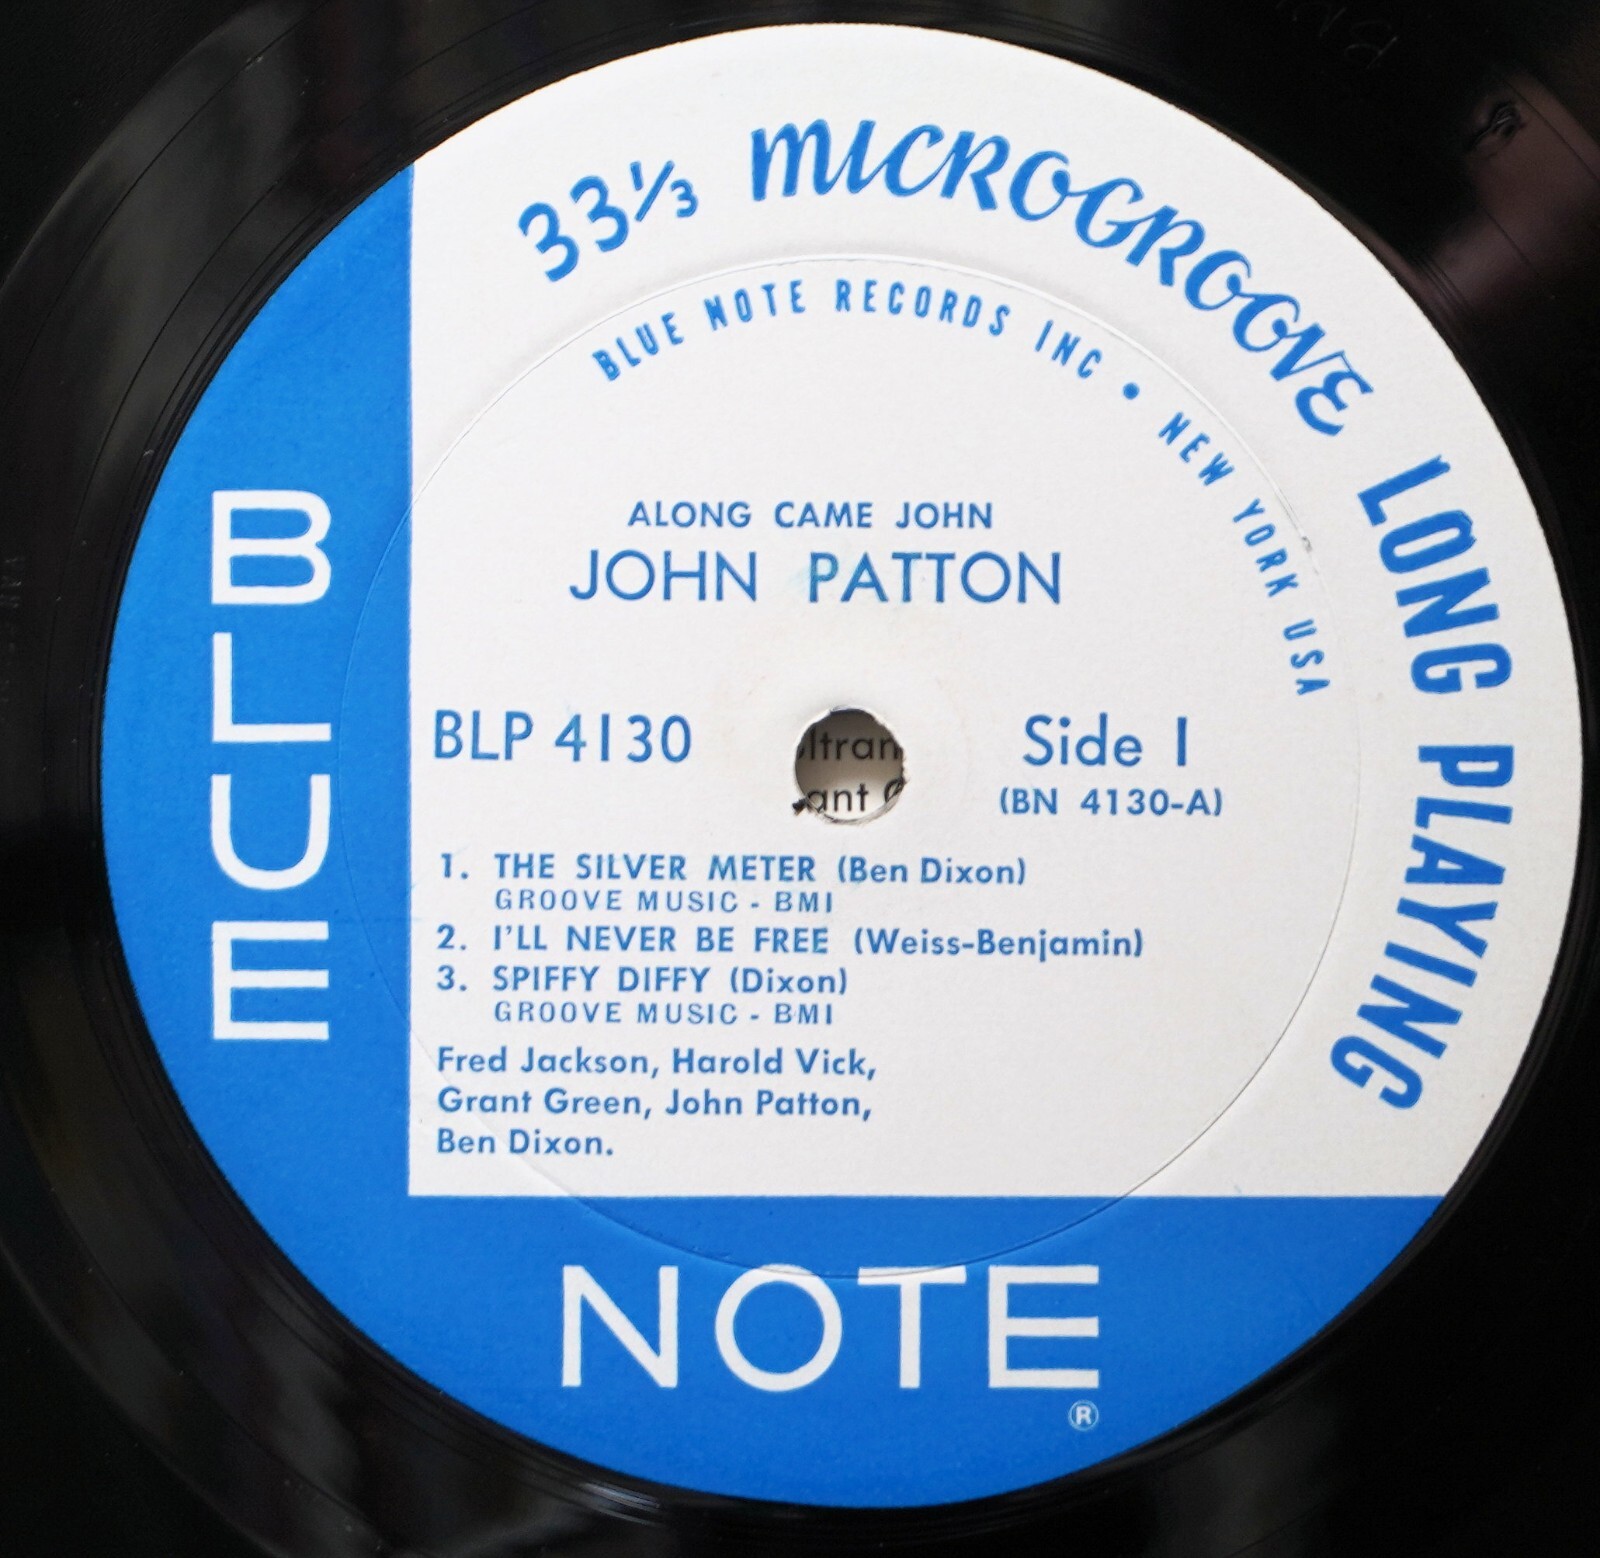 33⅓ MICROGROOVE LONG PLAYING
BLUE NOTE RECORDS INC • NEW YORK USA
ALONG CAME JOHN
JOHN PATTON
BLP 4130
Side 1
(BN 4130-A)
1. THE SILVER METER (Ben Dixon)
GROOVE MUSIC - BMI
2. I'LL NEVER BE FREE (Weiss-Benjamin)
3. SPIFFY DIFFY (Dixon)
GROOVE MUSIC - BMI
Fred Jackson, Harold Vick,
Grant Green, John Patton,
Ben Dixon.
BLUE
NOTE
®